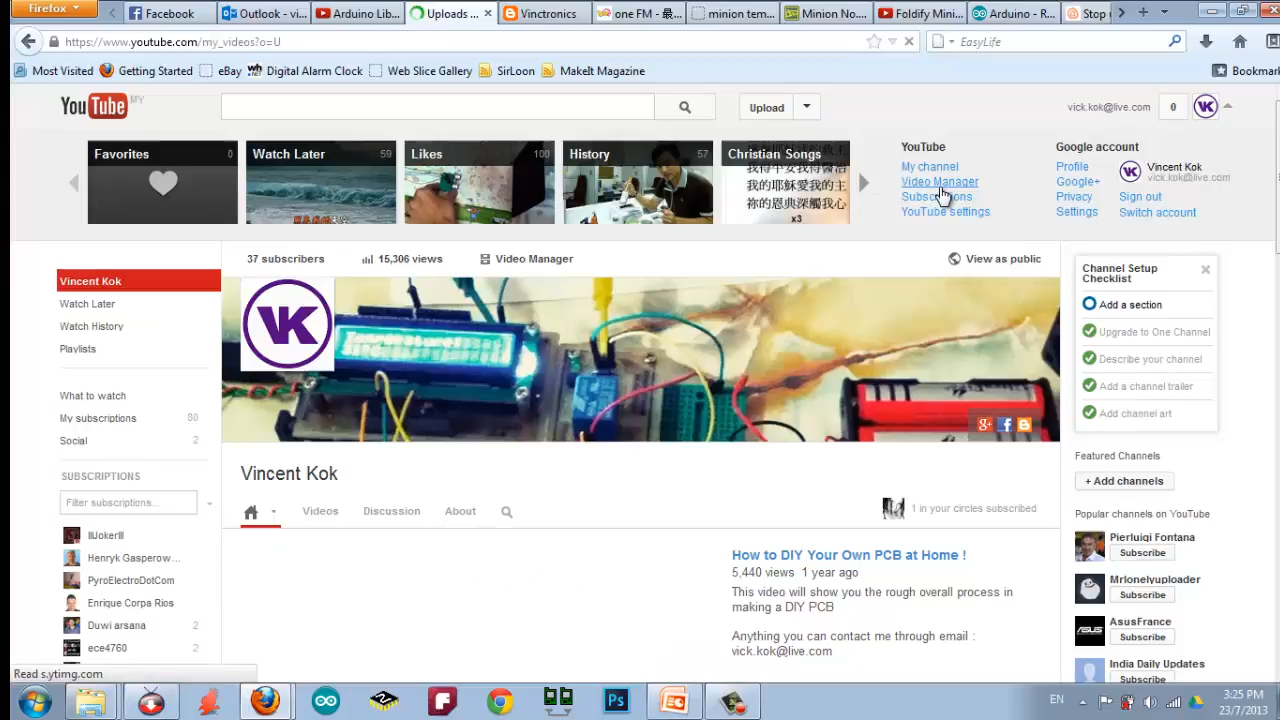 Firefox
Facebook
Outlook - vi...
Arduino Lib...
Uploads ...
Vinctronics
one FM - 最...
minion tem...
Minion No...
Foldify Mini...
Arduino - R...
Stop
https://www.youtube.com/my_videos?o=U
EasyLife
Most Visited
Getting Started
eBay
Digital Alarm Clock
Web Slice Gallery
SirLoon
MakeIt Magazine
Bookmar
YouTube MY
Upload
vick.kok@live.com
0
VK
Favorites 0
Watch Later 59
Likes 100
History 57
Christian Songs
我的耶穌愛我的主
祢的恩典深觸我心
x3
YouTube
My channel
Video Manager
Subscriptions
YouTube settings
Google account
Profile
Google+
Privacy
Settings
VK
Vincent Kok
vick.kok@live.com
Sign out
Switch account
37 subscribers
15,306 views
Video Manager
View as public
Vincent Kok
Watch Later
Watch History
Playlists
What to watch
My subscriptions 80
Social 2
SUBSCRIPTIONS
Filter subscriptions...
IIUokerIII
Henryk Gasperow...
PyroElectroDotCom
Enrique Corpa Rios
Duwi arsana 2
ece4760 2
VK
Vincent Kok
Videos
Discussion
About
1 in your circles subscribed
How to DIY Your Own PCB at Home !
5,440 views 1 year ago
This video will show you the rough overall process in
making a DIY PCB
Anything you can contact me through email :
vick.kok@live.com
Channel Setup
Checklist
Add a section
Upgrade to One Channel
Describe your channel
Add a channel trailer
Add channel art
Featured Channels
+ Add channels
Popular channels on YouTube
Pierluigi Fontana
Subscribe
Mrlonelyuploader
Subscribe
AsusFrance
Subscribe
India Daily Updates
Subscribe
Read s.ytimg.com
EN
3:25 PM
23/7/2013